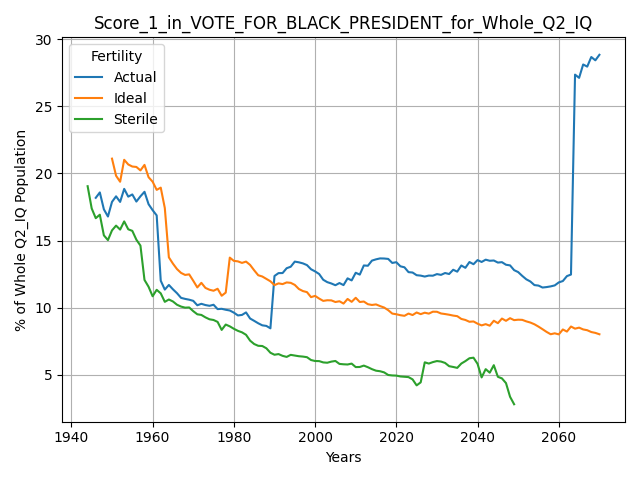 Score_1_in_VOTE_FOR_BLACK_PRESIDENT_for_Whole_Q2_IQ
Fertility
Actual
Ideal
Sterile
% of Whole Q2_IQ Population
30
25
20
15
10
5
1940 1960 1980 2000 2020 2040 2060
Years